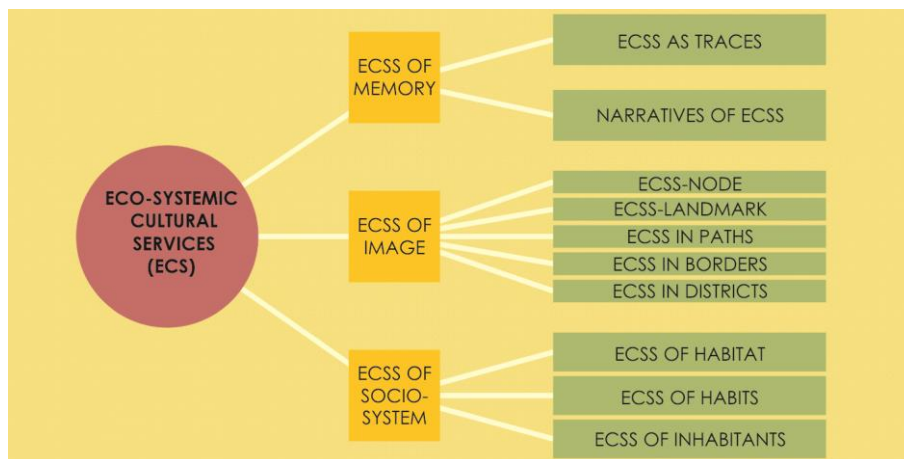 ECO-SYSTEMIC
CULTURAL
SERVICES
(ECS)
ECSS OF
MEMORY
ECSS AS TRACES
NARRATIVES OF ECSS
ECSS OF
IMAGE
ECSS-NODE
ECSS-LANDMARK
ECSS IN PATHS
ECSS IN BORDERS
ECSS IN DISTRICTS
ECSS OF
SOCIO-
SYSTEM
ECSS OF HABITAT
ECSS OF HABITS
ECSS OF INHABITANTS